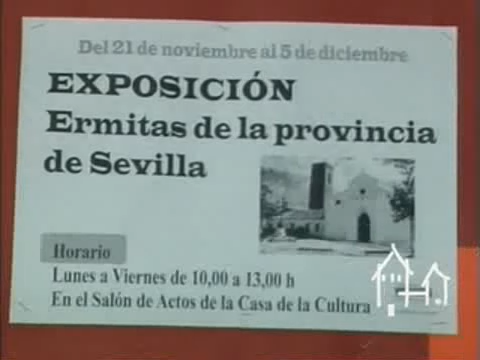 Del 21 de noviembre al 5 de diciembre
EXPOSICIÓN
Ermitas de la provincia
de Sevilla
Horario
Lunes a Viernes de 10,00 a 13,00 h
En el Salón de Actos de la Casa de la Cultura